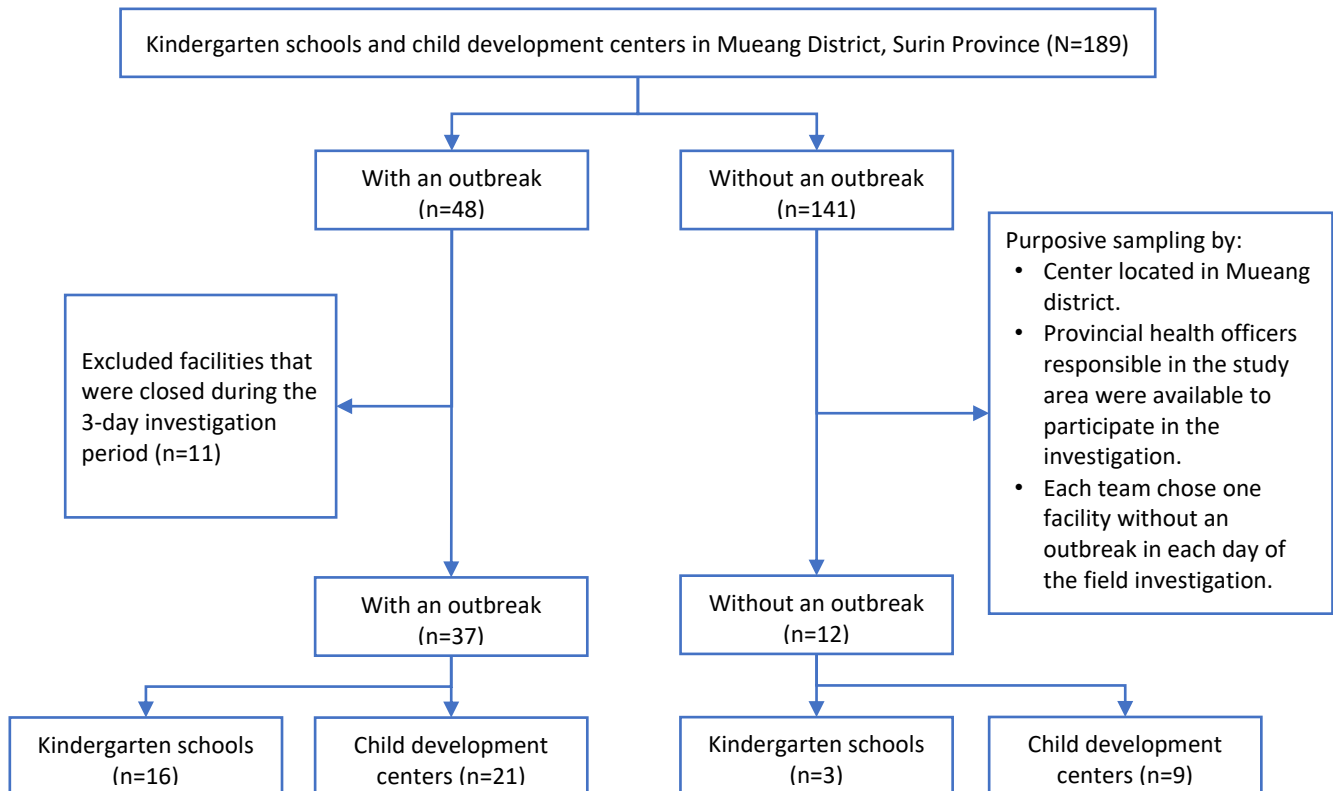 Kindergarten schools and child development centers in Mueang District, Surin Province (N=189)
With an outbreak
(n=48)
Without an outbreak
(n=141)
Purposive sampling by:
• Center located in Mueang
district.
• Provincial health officers
responsible in the study
area were available to
participate in the
investigation.
• Each team chose one
facility without an
outbreak in each day of
the field investigation.
Excluded facilities that
were closed during the
3-day investigation
period (n=11)
With an outbreak
(n=37)
Without an outbreak
(n=12)
Kindergarten schools
(n=16)
Child development
centers (n=21)
Kindergarten schools
(n=3)
Child development
centers (n=9)